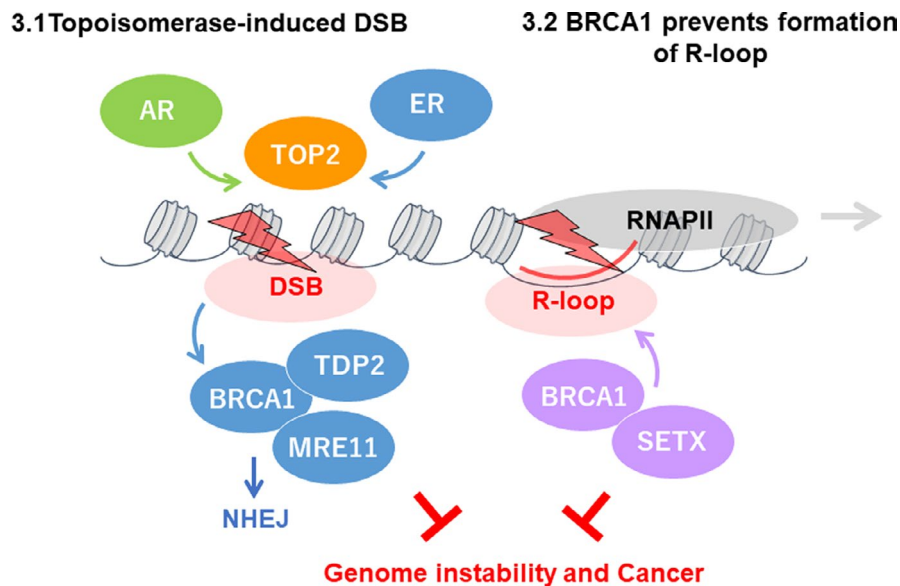 3.1Topoisomerase-induced DSB
3.2 BRCA1 prevents formation
of R-loop
AR
ER
TOP2
RNAPII
DSB
R-loop
TDP2
BRCA1
MRE11
BRCA1
SETX
NHEJ
Genome instability and Cancer